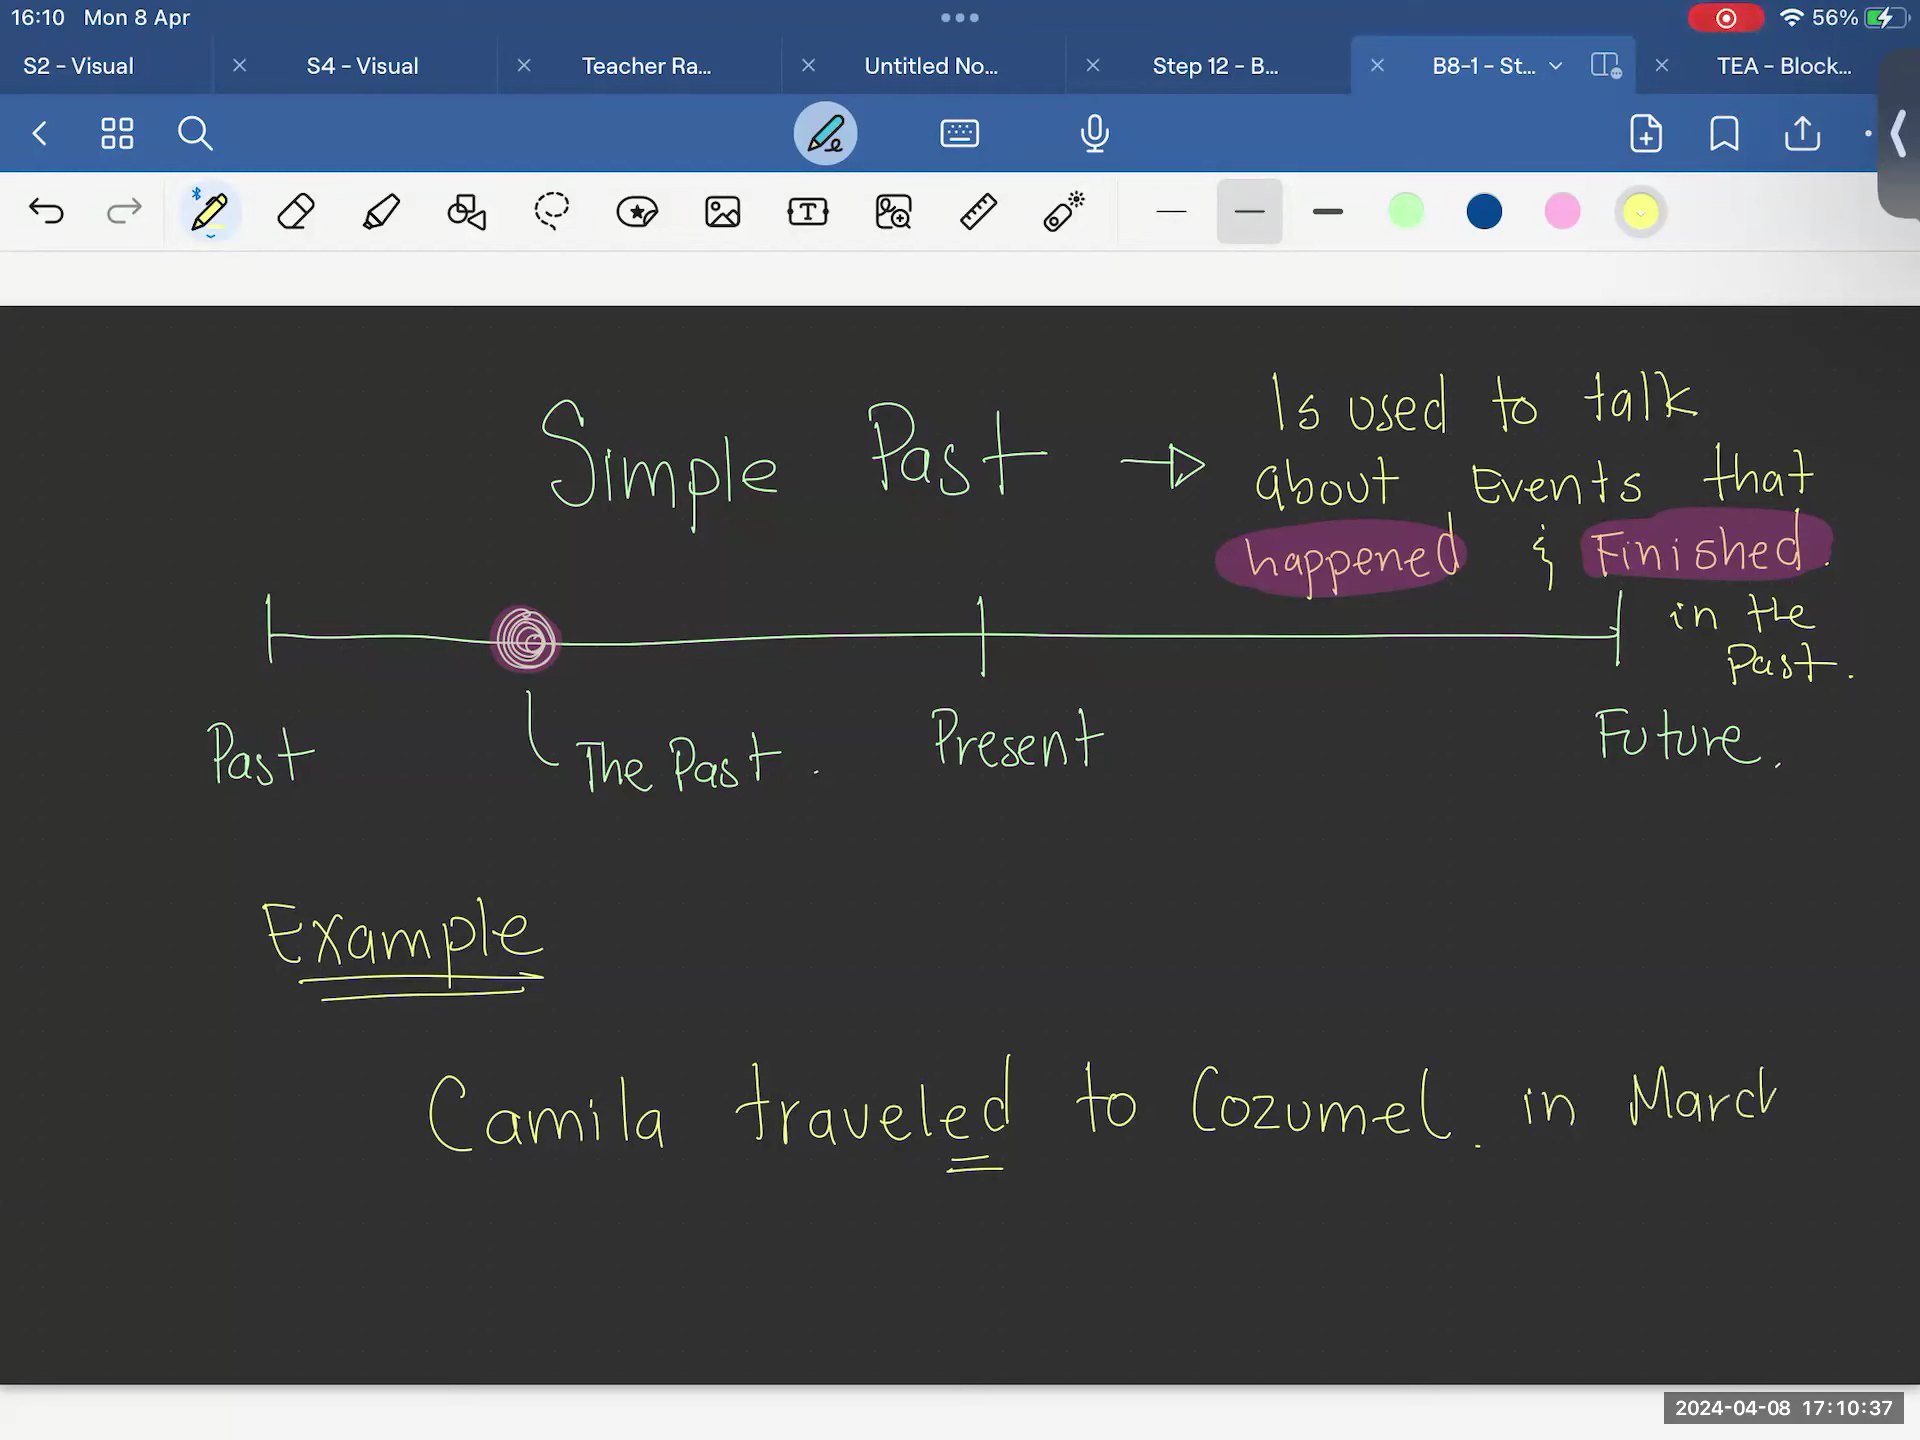 16:10 Mon 8 Apr
56%
S2 - Visual
S4 - Visual
Teacher Ra...
Untitled No...
Step 12 - B...
B8-1 - St...
TEA - Block...
Simple Past
Is used to talk
about Events that
happened & Finished.
in the
Past.
Past
The Past.
Present
Future.
Example
Camila traveled to Cozumel. in March
2024-04-08 17:10:37